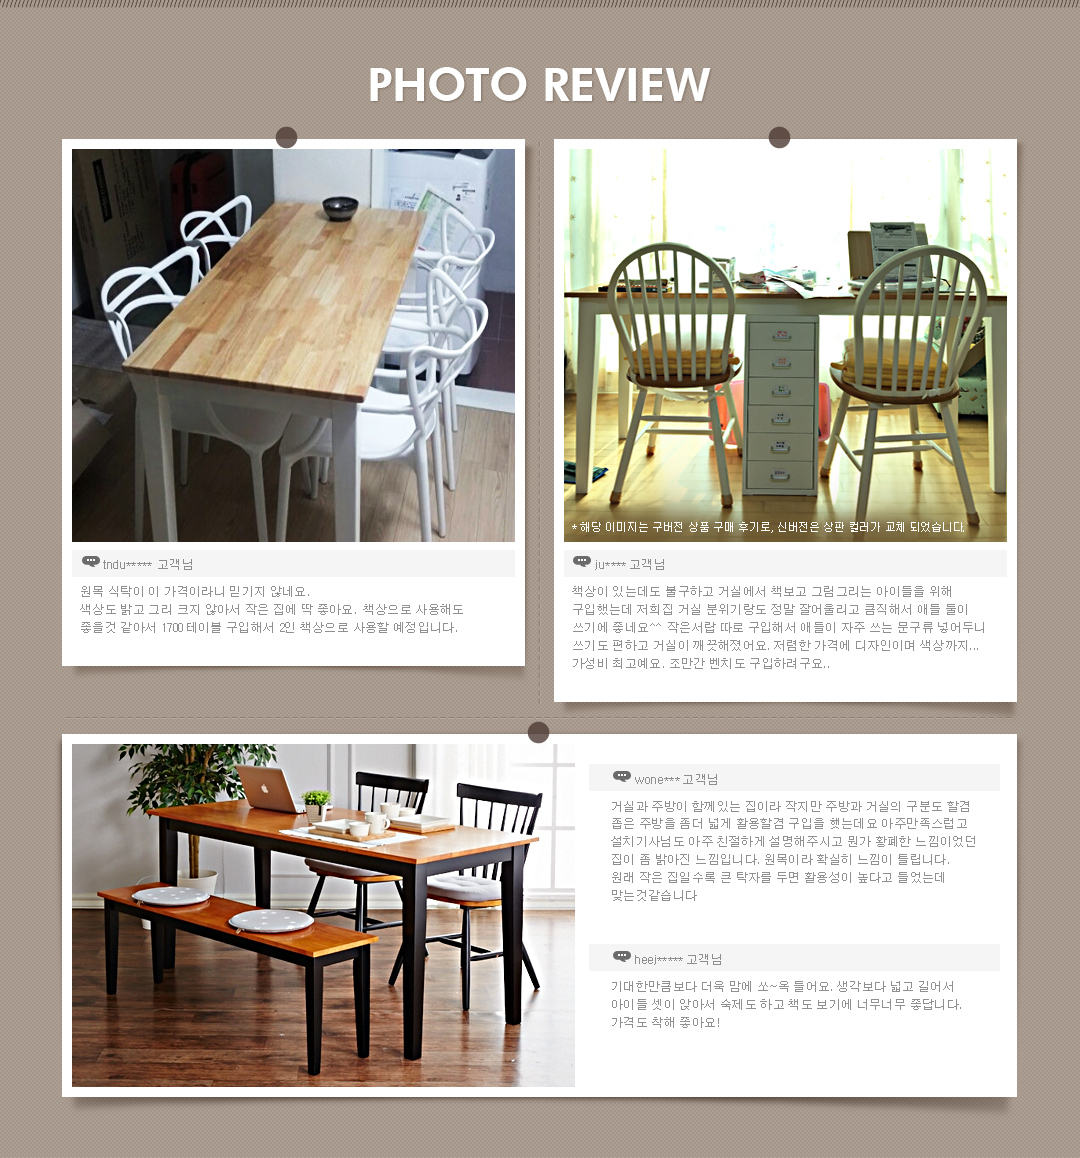 PHOTO REVIEW
* 해당 이미지는 구버전 상품 구매 후기로, 신버전은 상판 컬러가 교체 되었습니다.
tndu***** 고객님
원목 식탁이 이 가격이라니 믿기지 않네요.
색상도 밝고 그리 크지 않아서 작은 집에 딱 좋아요. 책상으로 사용해도
좋을것 같아서 1700 테이블 구입해서 2인 책상으로 사용할 예정입니다.
ju**** 고객님
책상이 있는데도 불구하고 거실에서 책보고 그림그리는 아이들을 위해
구입했는데 저희집 거실 분위기랑도 정말 잘어울리고 큼직해서 애들 둘이
쓰기에 좋네요^^ 작은서랍 따로 구입해서 애들이 자주 쓰는 문구류 넣어두니
쓰기도 편하고 거실이 깨끗해졌어요. 저렴한 가격에 디자인이며 색상까지...
가성비 최고예요. 조만간 벤치도 구입하려구요..
wone*** 고객님
거실과 주방이 함께있는 집이라 작지만 주방과 거실의 구분도 할겸
좁은 주방을 좀더 넓게 활용할겸 구입을 햇는데요 아주만족스럽고
설치기사님도 아주 친절하게 설명해주시고 뭔가 황폐한 느낌이었던
집이 좀 밝아진 느낌입니다. 원목이라 확실히 느낌이 틀립니다.
원래 작은 집일수록 큰 탁자를 두면 활용성이 높다고 들었는데
맞는것같습니다
heej***** 고객님
기대한만큼보다 더욱 맘에 쏘~옥 들어요. 생각보다 넓고 길어서
아이들 셋이 앉아서 숙제도 하고 책도 보기에 너무너무 좋답니다.
가격도 착해 좋아요!